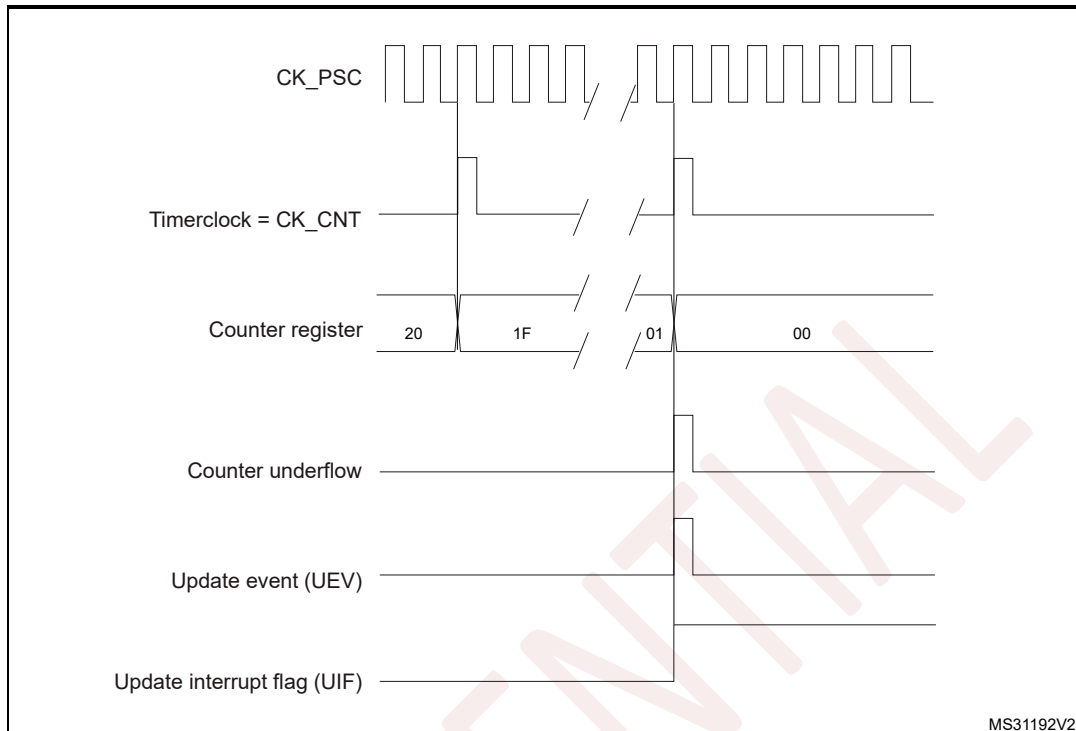 CK_PSC
Timerclock = CK_CNT
Counter register
20 1F 01 00
Counter underflow
Update event (UEV)
Update interrupt flag (UIF)
ENTIAL
MS31192V2